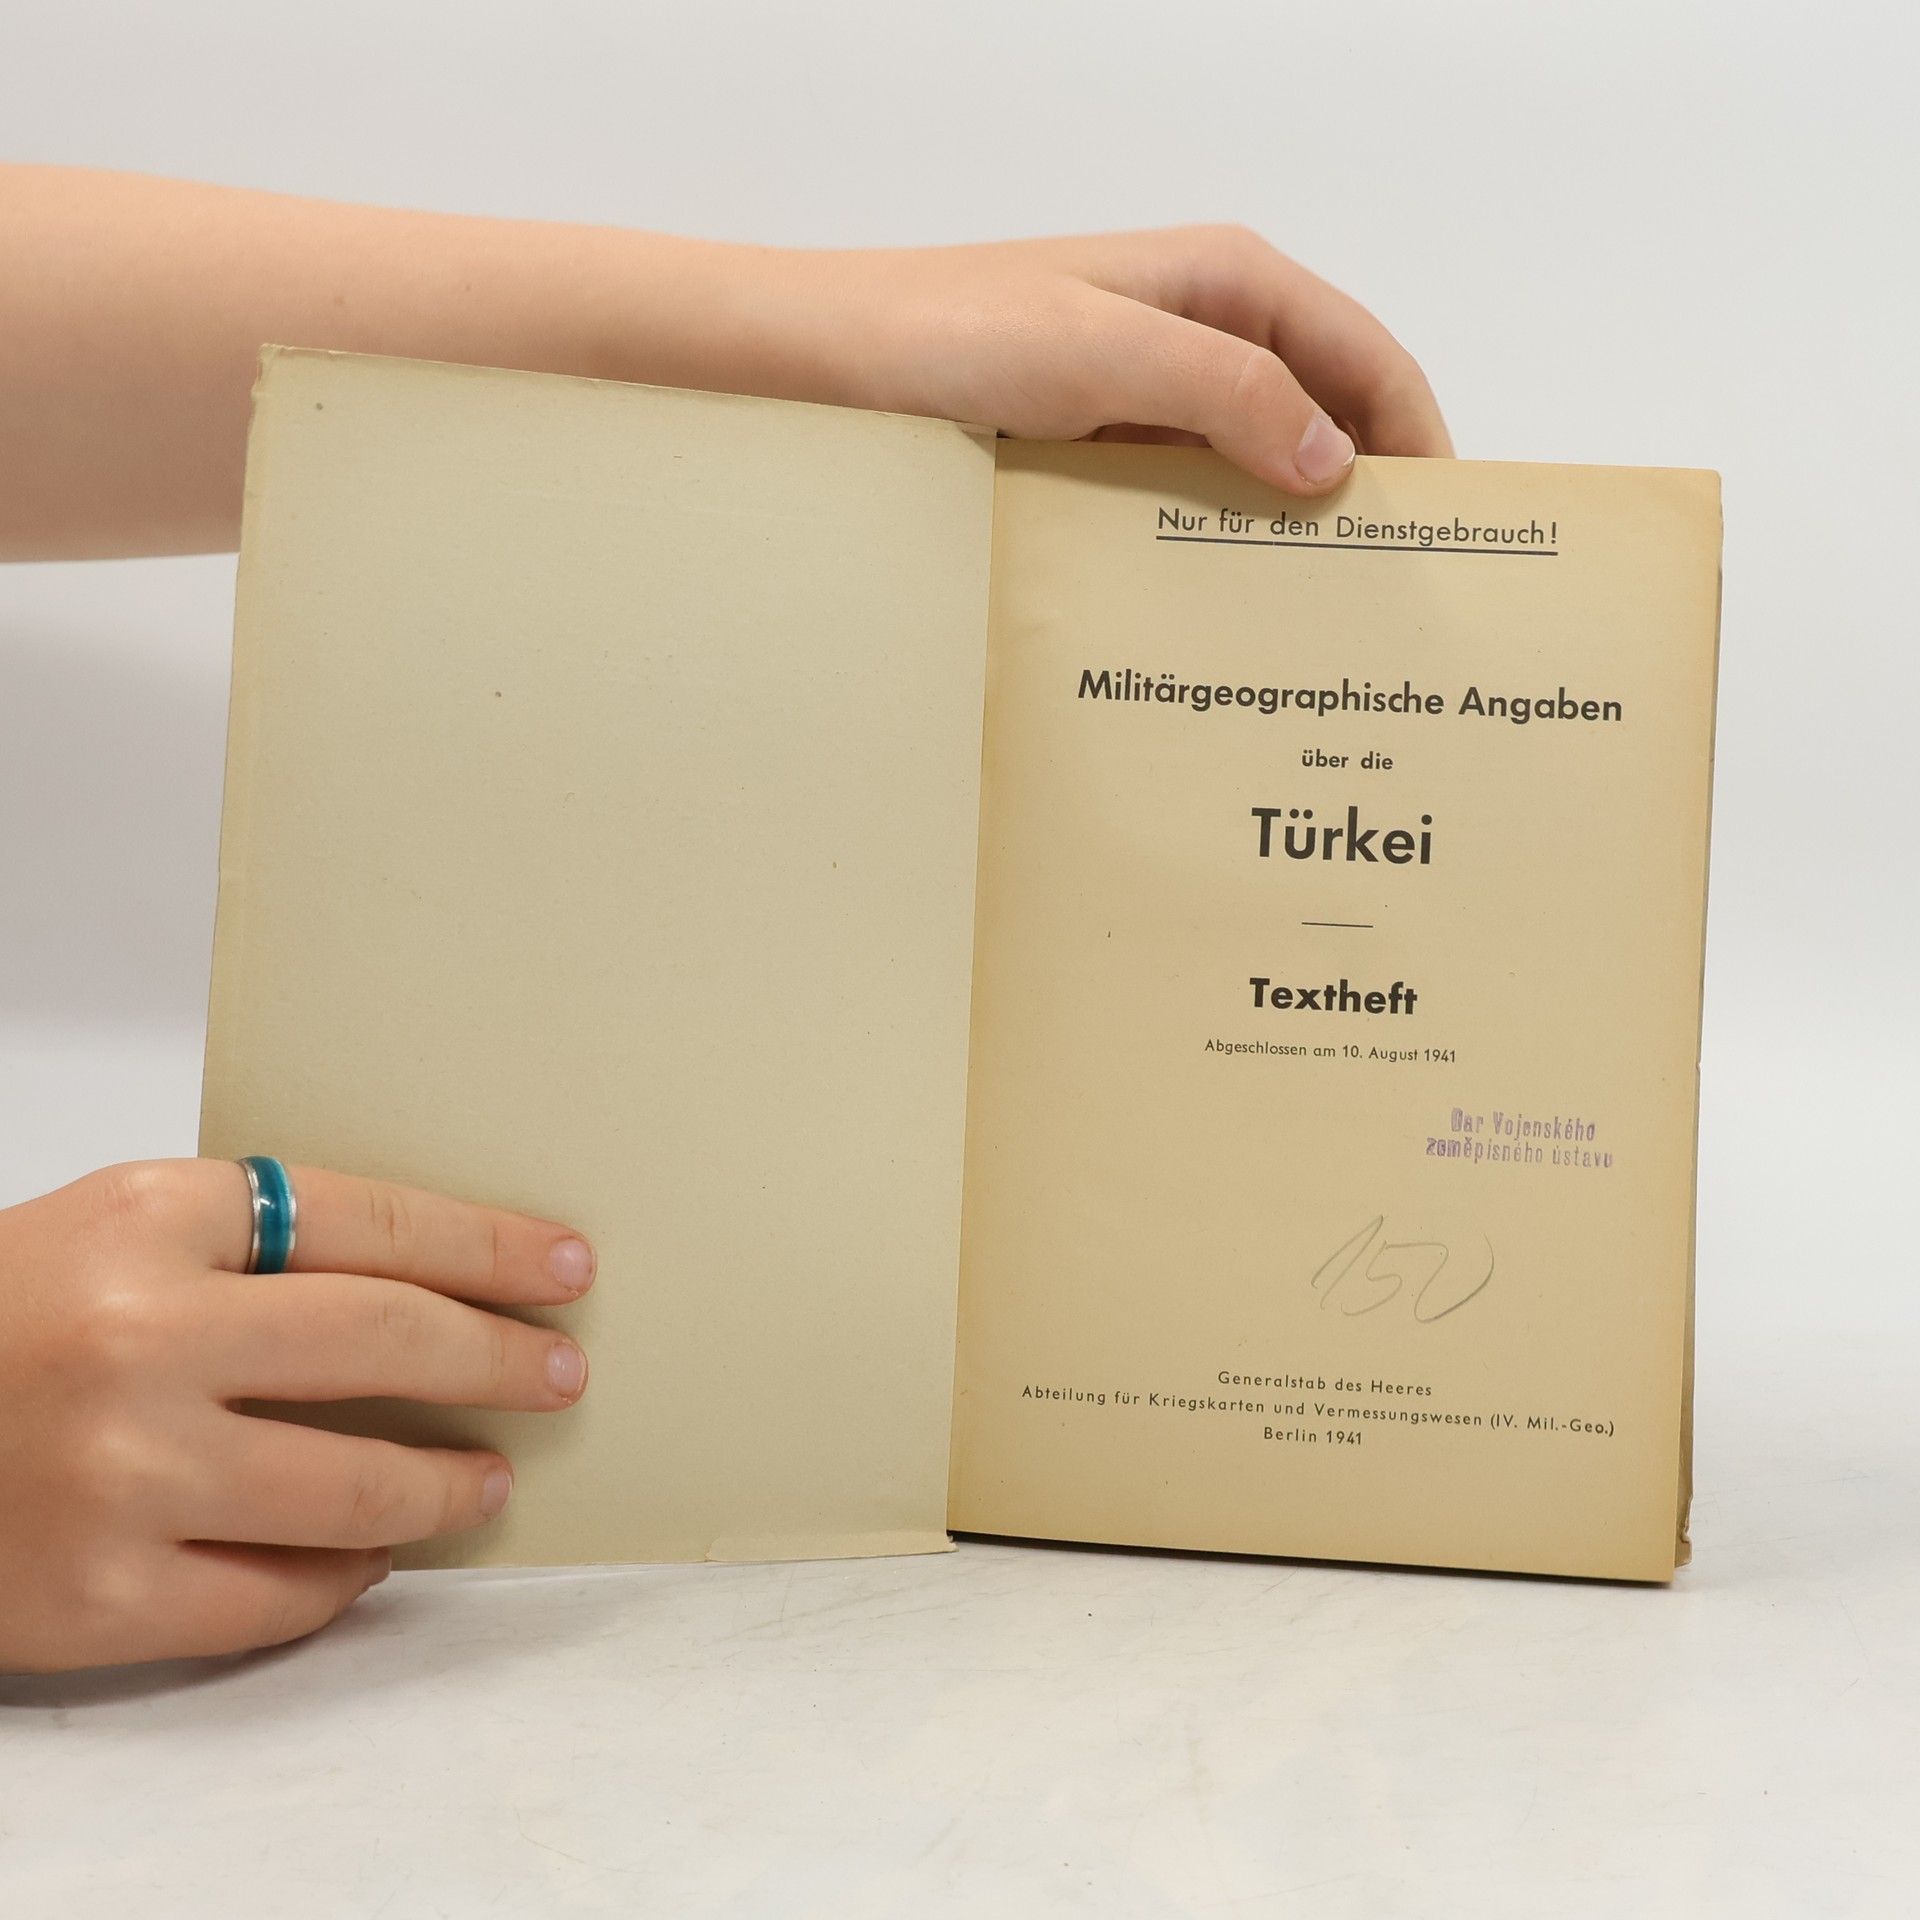 Nur für den Dienstgebrauch!
Militärgeographische Angaben
über die
Türkei
Textheft
Abgeschlossen am 10. August 1941
Dar Vojenského
zeměpisného ústavu
150
Generalstab des Heeres
Abteilung für Kriegskarten und Vermessungswesen (IV. Mil.-Geo.)
Berlin 1941